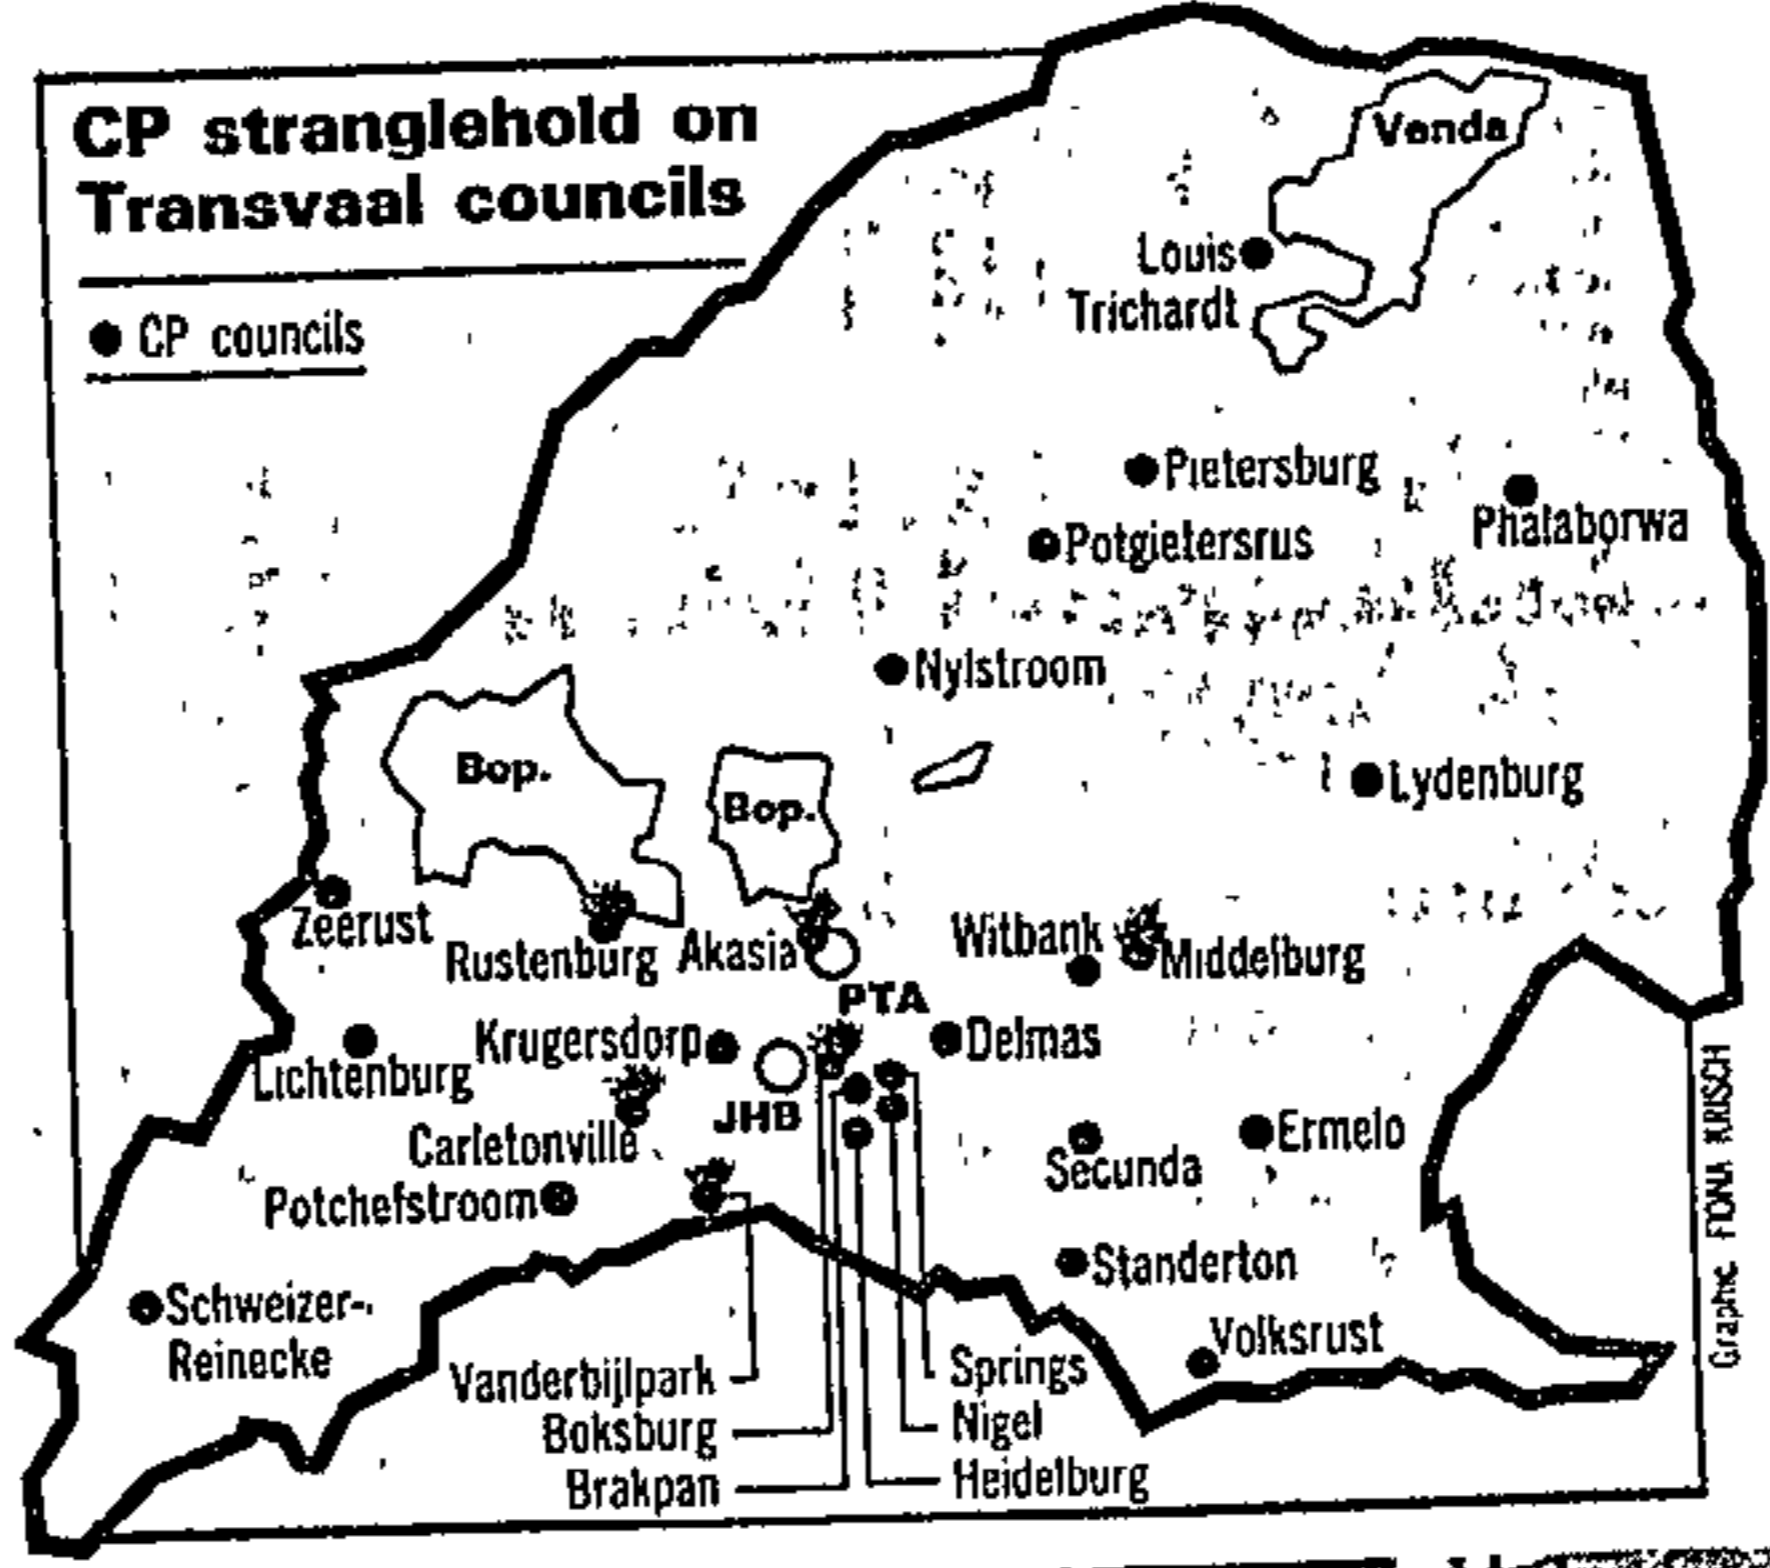 CP stranglehold on
Transvaal councils
CP councils
Venda
Louis
Trichardt
Pietersburg
Phalaborwa
Potgietersrus
Nylstroom
Bop.
Bop.
Lydenburg
Zeerust
Rustenburg
Akasia
Witbank
Middelburg
PTA
Krugersdorp
Delmas
Lichtenburg
JHB
Carletonville
Ermelo
Secunda
Potchefstroom
Standerton
Schweizer-
Reinecke
Volksrust
Vanderbijlpark
Springs
Boksburg
Nigel
Brakpan
Heidelburg
Graphic FIONA KRISCH